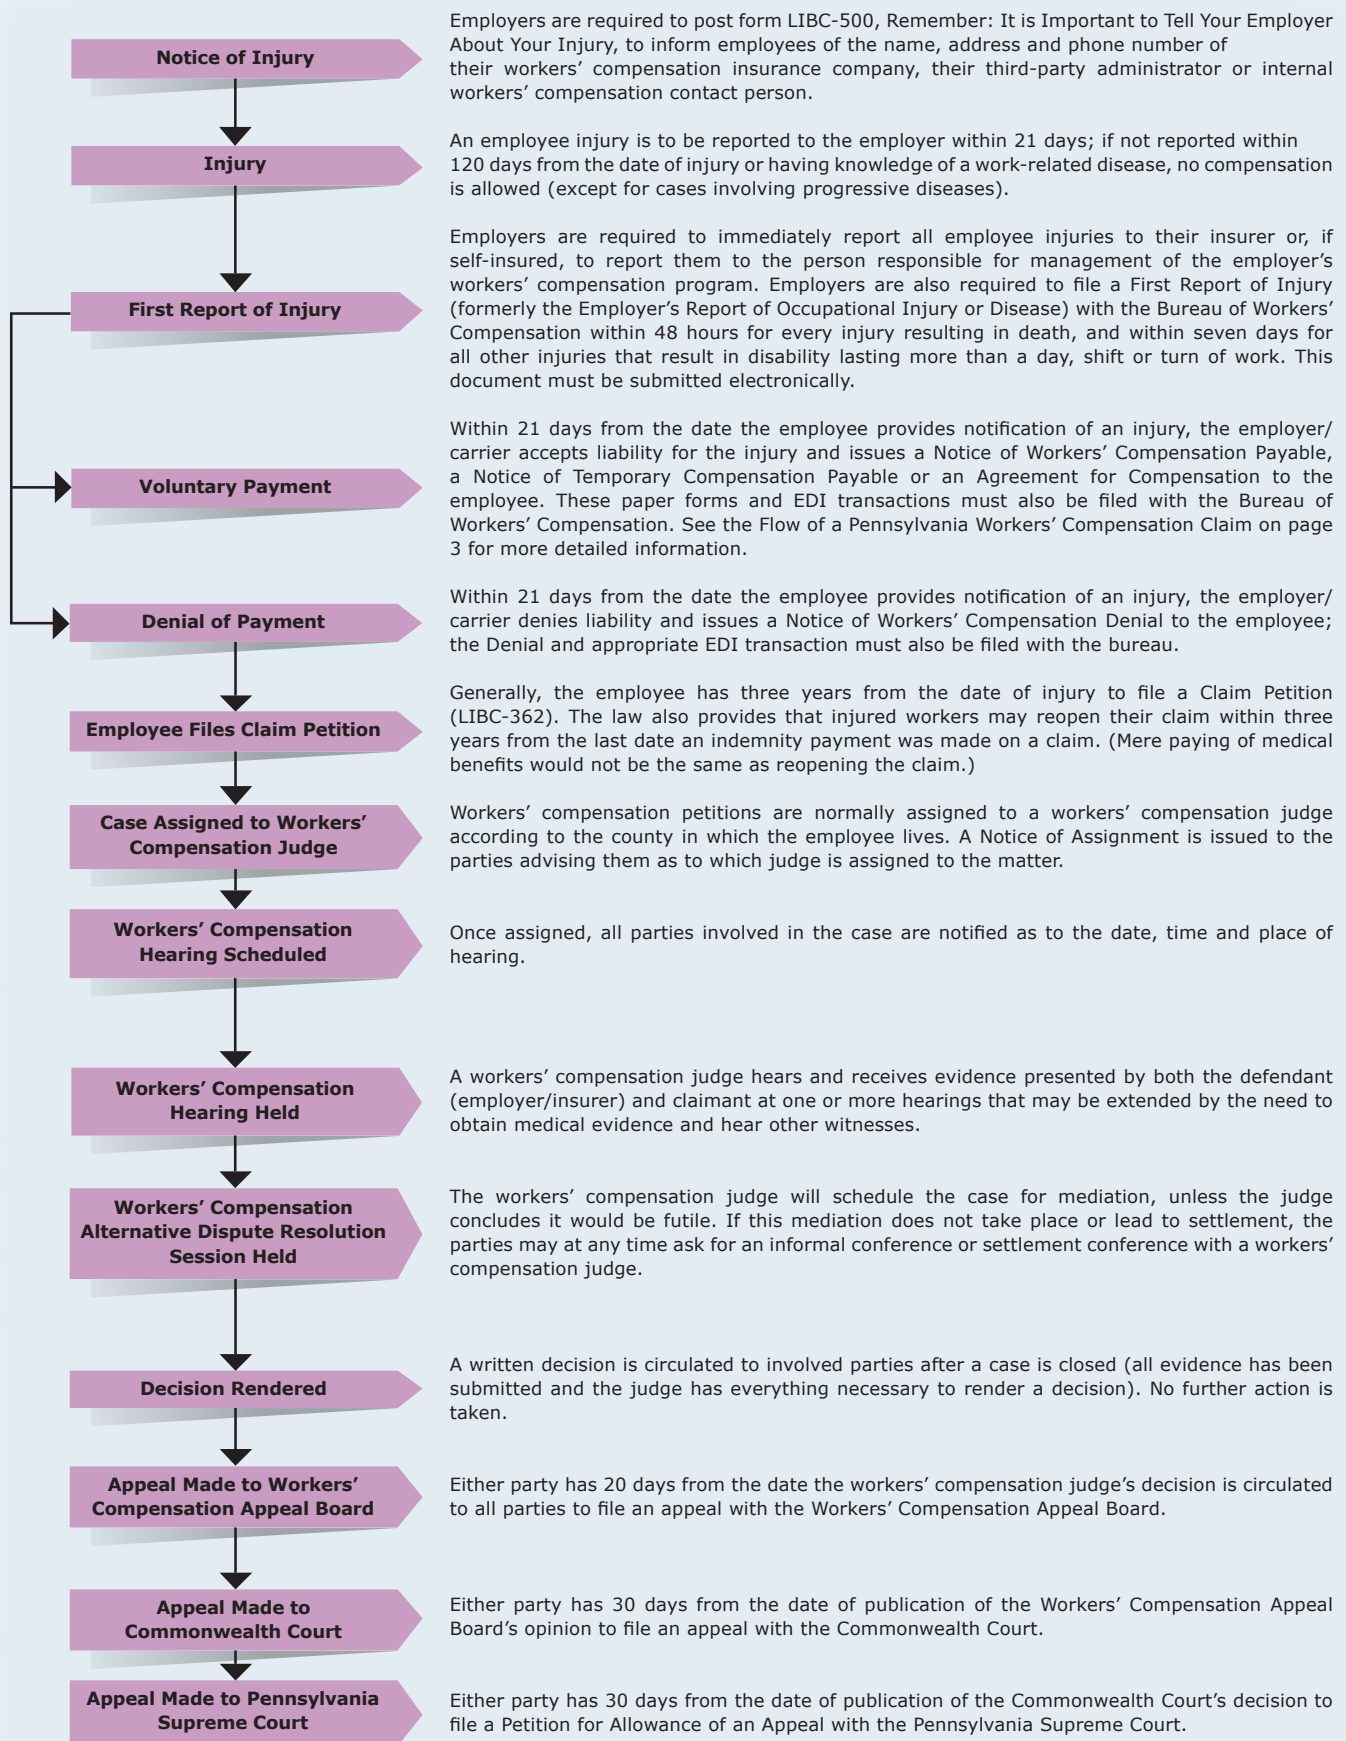 Employers are required to post form LIBC-500, Remember: It is Important to Tell Your Employer
About Your Injury, to inform employees of the name, address and phone number of
their workers’ compensation insurance company, their third-party administrator or internal
workers’ compensation contact person.
Notice of Injury
An employee injury is to be reported to the employer within 21 days; if not reported within
120 days from the date of injury or having knowledge of a work-related disease, no compensation
is allowed (except for cases involving progressive diseases).
Injury
Employers are required to immediately report all employee injuries to their insurer or, if
self-insured, to report them to the person responsible for management of the employer’s
workers’ compensation program. Employers are also required to file a First Report of Injury
(formerly the Employer’s Report of Occupational Injury or Disease) with the Bureau of Workers’
Compensation within 48 hours for every injury resulting in death, and within seven days for
all other injuries that result in disability lasting more than a day, shift or turn of work. This
document must be submitted electronically.
First Report of Injury
Within 21 days from the date the employee provides notification of an injury, the employer/
carrier accepts liability for the injury and issues a Notice of Workers’ Compensation Payable,
a Notice of Temporary Compensation Payable or an Agreement for Compensation to the
employee. These paper forms and EDI transactions must also be filed with the Bureau of
Workers’ Compensation. See the Flow of a Pennsylvania Workers’ Compensation Claim on page
3 for more detailed information.
Voluntary Payment
Within 21 days from the date the employee provides notification of an injury, the employer/
carrier denies liability and issues a Notice of Workers’ Compensation Denial to the employee;
the Denial and appropriate EDI transaction must also be filed with the bureau.
Denial of Payment
Generally, the employee has three years from the date of injury to file a Claim Petition
(LIBC-362). The law also provides that injured workers may reopen their claim within three
years from the last date an indemnity payment was made on a claim. (Mere paying of medical
benefits would not be the same as reopening the claim.)
Employee Files Claim Petition
Workers’ compensation petitions are normally assigned to a workers’ compensation judge
according to the county in which the employee lives. A Notice of Assignment is issued to the
parties advising them as to which judge is assigned to the matter.
Case Assigned to Workers’
Compensation Judge
Workers’ Compensation
Hearing Scheduled
Once assigned, all parties involved in the case are notified as to the date, time and place of
hearing.
Workers’ Compensation
Hearing Held
A workers’ compensation judge hears and receives evidence presented by both the defendant
(employer/insurer) and claimant at one or more hearings that may be extended by the need to
obtain medical evidence and hear other witnesses.
Workers’ Compensation
Alternative Dispute Resolution
Session Held
The workers’ compensation judge will schedule the case for mediation, unless the judge
concludes it would be futile. If this mediation does not take place or lead to settlement, the
parties may at any time ask for an informal conference or settlement conference with a workers’
compensation judge.
Decision Rendered
A written decision is circulated to involved parties after a case is closed (all evidence has been
submitted and the judge has everything necessary to render a decision). No further action is
taken.
Appeal Made to Workers’
Compensation Appeal Board
Either party has 20 days from the date the workers’ compensation judge’s decision is circulated
to all parties to file an appeal with the Workers’ Compensation Appeal Board.
Appeal Made to
Commonwealth Court
Either party has 30 days from the date of publication of the Workers’ Compensation Appeal
Board’s opinion to file an appeal with the Commonwealth Court.
Appeal Made to Pennsylvania
Supreme Court
Either party has 30 days from the date of publication of the Commonwealth Court’s decision to
file a Petition for Allowance of an Appeal with the Pennsylvania Supreme Court.